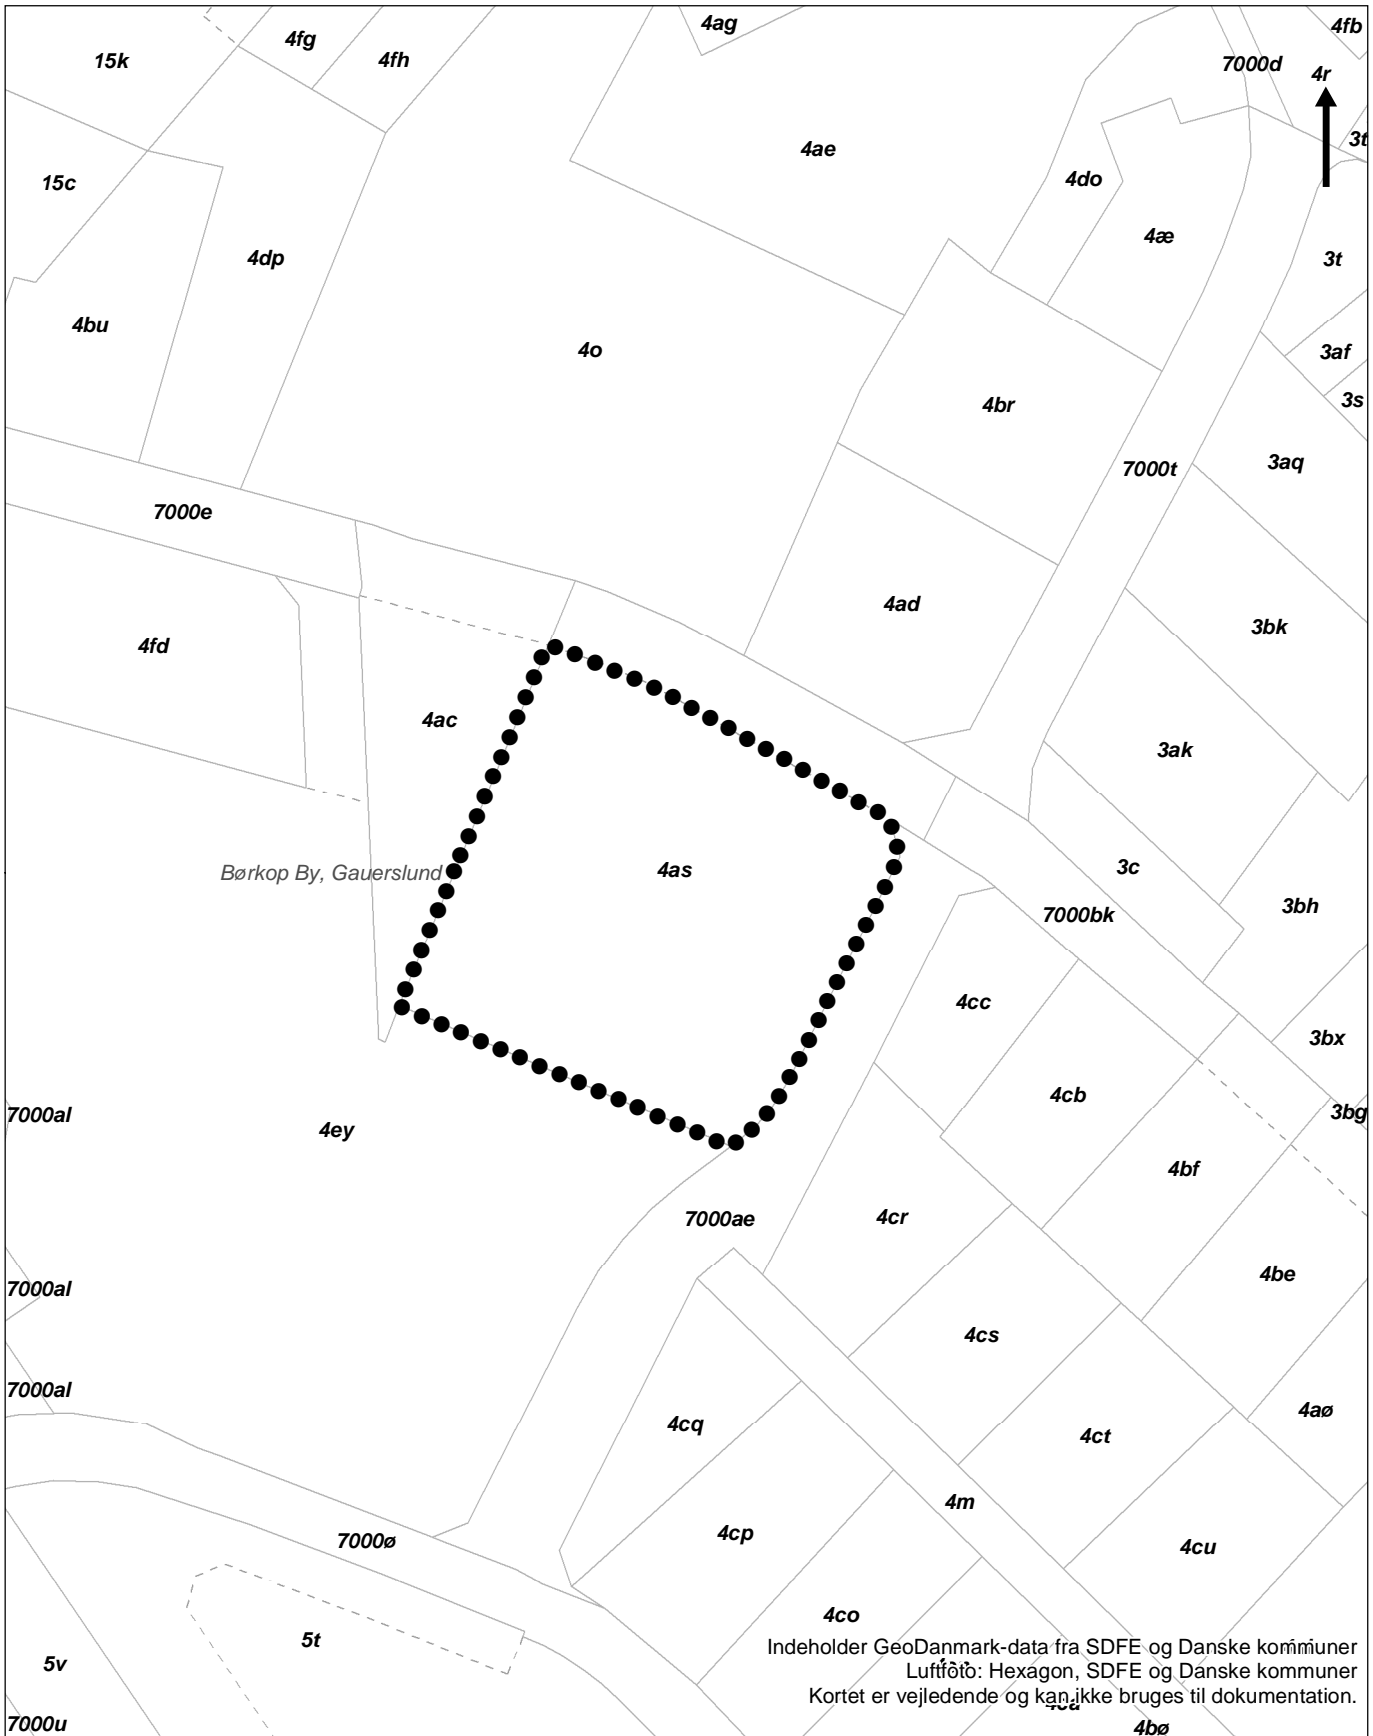 4ag
4fb
4fg
15k
4fh
7000d
4r
3t
4ae
4do
15c
4æ
4dp
3t
4bu
4o
3af
4br
3s
3aq
7000t
7000e
4ad
3bk
4fd
4ac
3ak
3c
Børkop By, Gauerslund
4as
3bh
7000bk
4cc
3bx
4cb
7000al
3bg
4ey
4bf
4cr
7000ae
4be
7000al
4cs
7000al
4aø
4cq
4ct
4m
4cp
7000ø
4cu
4co
5t
Indeholder GeoDanmark-data fra SDFE og Danske kommuner
5v
Luftfoto: Hexagon, SDFE og Danske kommuner
Kortet er vejledende og kan ikke bruges til dokumentation.
7000u
4bø